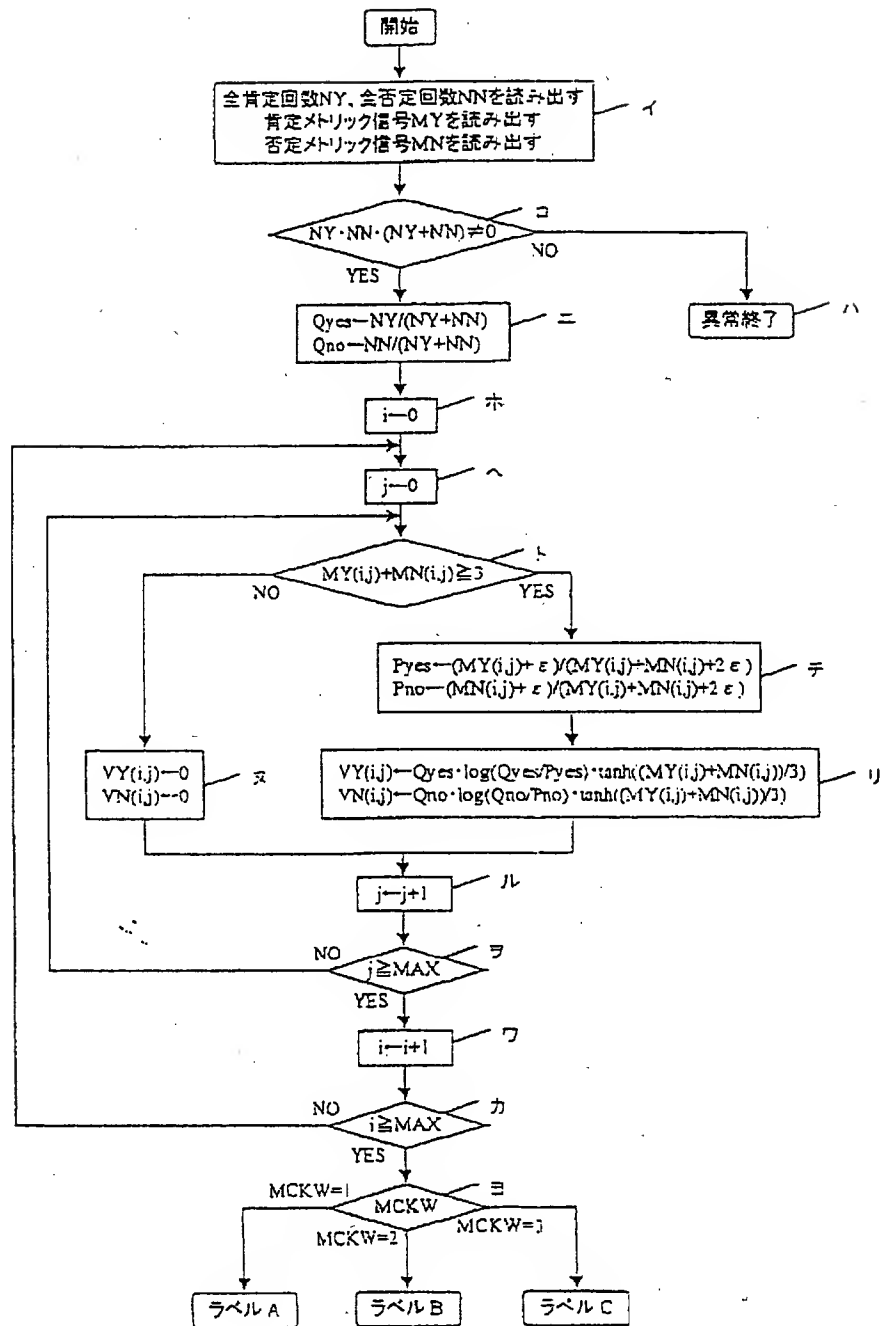 開始
全肯定回数NY、全否定回数NNを読み出す
肯定メトリック信号MYを読み出す
否定メトリック信号MNを読み出す
イ
NY・NN・(NY+NN)≠0
コ
NO
YES
異常終了
ハ
Qyes←NY/(NY+NN)
Qno←NN/(NY+NN)
ニ
i←0
ホ
j←0
ヘ
MY(i,j)+MN(i,j)≧3
ト
NO
YES
Pyes←(MY(i,j)+ε)/(MY(i,j)+MN(i,j)+2ε)
Pno←(MN(i,j)+ε)/(MY(i,j)+MN(i,j)+2ε)
テ
VY(i,j)←0
VN(i,j)←0
ヌ
VY(i,j)←Qyes・log(Qyes/Pyes)・tanh((MY(i,j)+MN(i,j))/3)
VN(i,j)←Qno・log(Qno/Pno)・tanh((MY(i,j)+MN(i,j))/3)
リ
j←j+1
ル
NO
j≧MAX
ヲ
YES
i←i+1
ワ
NO
i≧MAX
カ
YES
MCKW=1
MCKW
ヨ
MCKW=2
MCKW=3
ラベル A
ラベル B
ラベル C